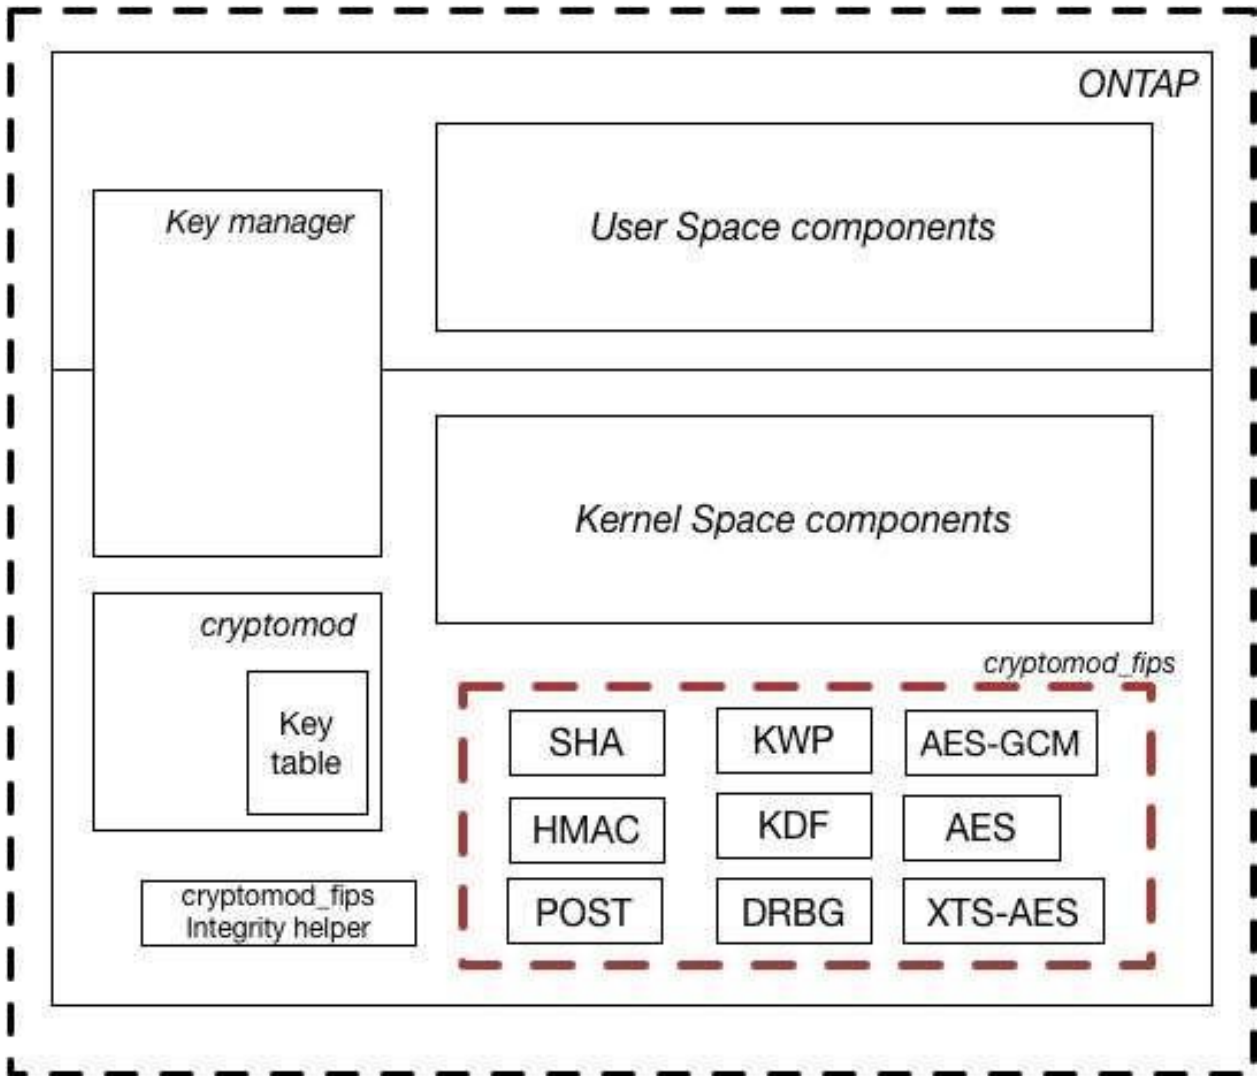 ONTAP
Key manager
User Space components
Kernel Space components
cryptomod
Key
table
cryptomod_fips
SHA
KWP
AES-GCM
HMAC
KDF
AES
POST
DRBG
XTS-AES
cryptomod_fips
Integrity helper